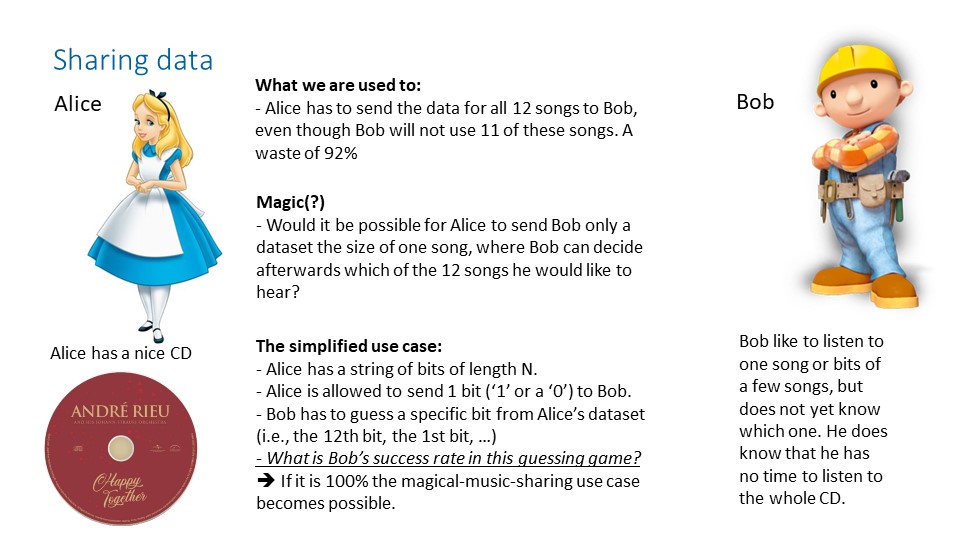 Sharing data
Alice
What we are used to:
- Alice has to send the data for all 12 songs to Bob,
even though Bob will not use 11 of these songs. A
waste of 92%
Bob
Magic(?)
- Would it be possible for Alice to send Bob only a
dataset the size of one song, where Bob can decide
afterwards which of the 12 songs he would like to
hear?
Alice has a nice CD
ANDRÉ RIEU
Happy
Together
The simplified use case:
- Alice has a string of bits of length N.
- Alice is allowed to send 1 bit (‘1’ or a ‘0’) to Bob.
- Bob has to guess a specific bit from Alice’s dataset
(i.e., the 12th bit, the 1st bit, …)
- What is Bob’s success rate in this guessing game?
➔ If it is 100% the magical-music-sharing use case
becomes possible.
Bob like to listen to
one song or bits of
a few songs, but
does not yet know
which one. He does
know that he has
no time to listen to
the whole CD.